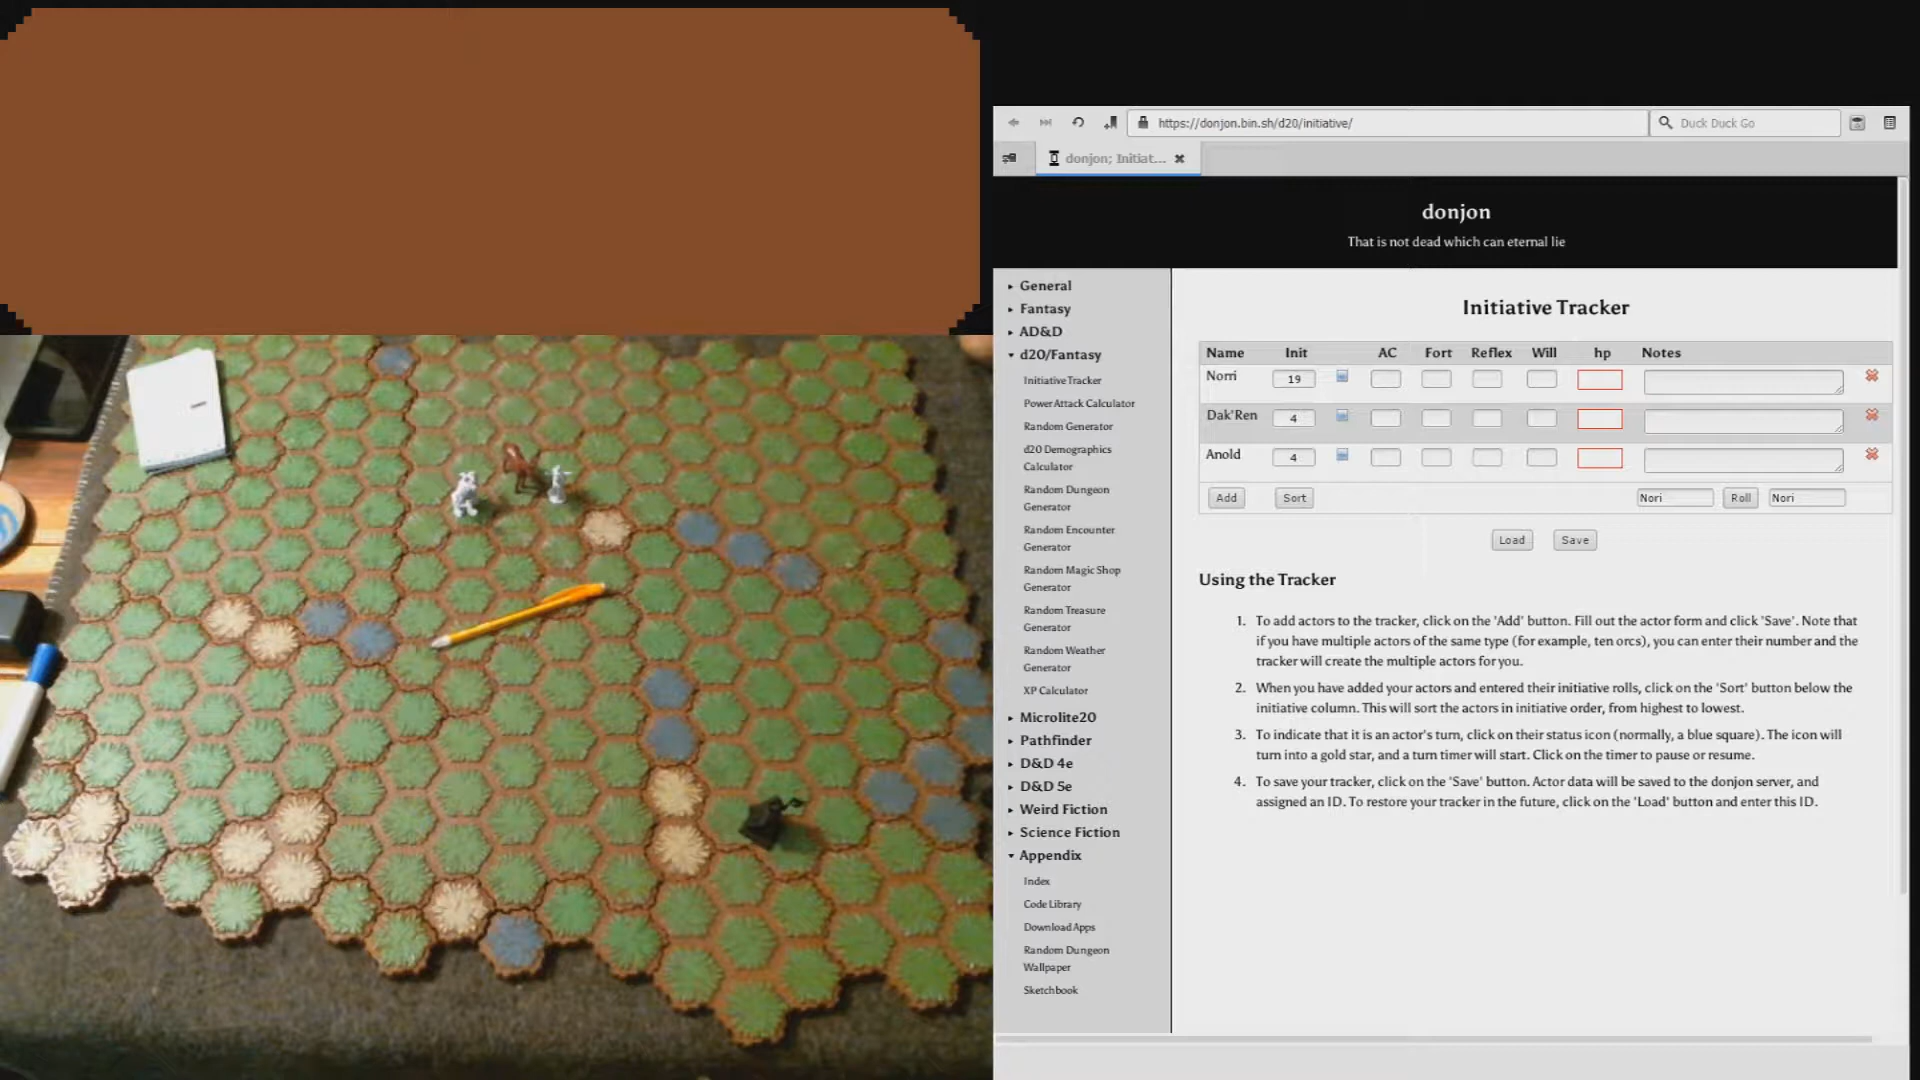 https://donjon.bin.sh/d20/initiative/
Duck Duck Go
donjon; Initiat...
donjon
That is not dead which can eternal lie
General
Fantasy
AD&D
d20/Fantasy
Initiative Tracker
Power Attack Calculator
Random Generator
d20 Demographics
Calculator
Random Dungeon
Generator
Random Encounter
Generator
Random Magic Shop
Generator
Random Treasure
Generator
Random Weather
Generator
XP Calculator
Microlite20
Pathfinder
D&D 4e
D&D 5e
Weird Fiction
Science Fiction
Appendix
Index
Code Library
Download Apps
Random Dungeon
Wallpaper
Sketchbook
Initiative Tracker
Name Init AC Fort Reflex Will hp Notes
Norri 19
Dak'Ren 4
Anold 4
Add Sort Nori Roll Nori
Load Save
Using the Tracker
1. To add actors to the tracker, click on the 'Add' button. Fill out the actor form and click 'Save'. Note that
if you have multiple actors of the same type (for example, ten orcs), you can enter their number and the
tracker will create the multiple actors for you.
2. When you have added your actors and entered their initiative rolls, click on the 'Sort' button below the
initiative column. This will sort the actors in initiative order, from highest to lowest.
3. To indicate that it is an actor's turn, click on their status icon (normally, a blue square). The icon will
turn into a gold star, and a turn timer will start. Click on the timer to pause or resume.
4. To save your tracker, click on the 'Save' button. Actor data will be saved to the donjon server, and
assigned an ID. To restore your tracker in the future, click on the 'Load' button and enter this ID.